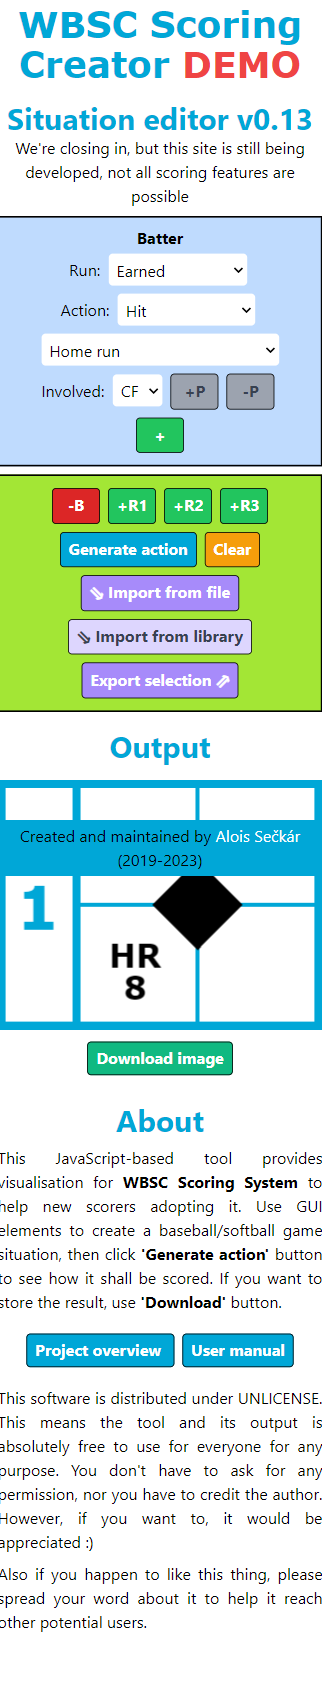 WBSC Scoring
Creator DEMO
Situation editor v0.13
We're closing in, but this site is still being
developed, not all scoring features are
possible
Batter
Run: Earned
Action: Hit
Home run
Involved: CF +P -P
+
-B +R1 +R2 +R3
Generate action Clear
⇘ Import from file
⇘ Import from library
Export selection ⇗
Output
Created and maintained by Alois Sečkár
(2019-2023)
1
HR
8
Download image
About
This JavaScript-based tool provides
visualisation for WBSC Scoring System to
help new scorers adopting it. Use GUI
elements to create a baseball/softball game
situation, then click 'Generate action' button
to see how it shall be scored. If you want to
store the result, use 'Download' button.
Project overview User manual
This software is distributed under UNLICENSE.
This means the tool and its output is
absolutely free to use for everyone for any
purpose. You don't have to ask for any
permission, nor you have to credit the author.
However, if you want to, it would be
appreciated :)
Also if you happen to like this thing, please
spread your word about it to help it reach
other potential users.